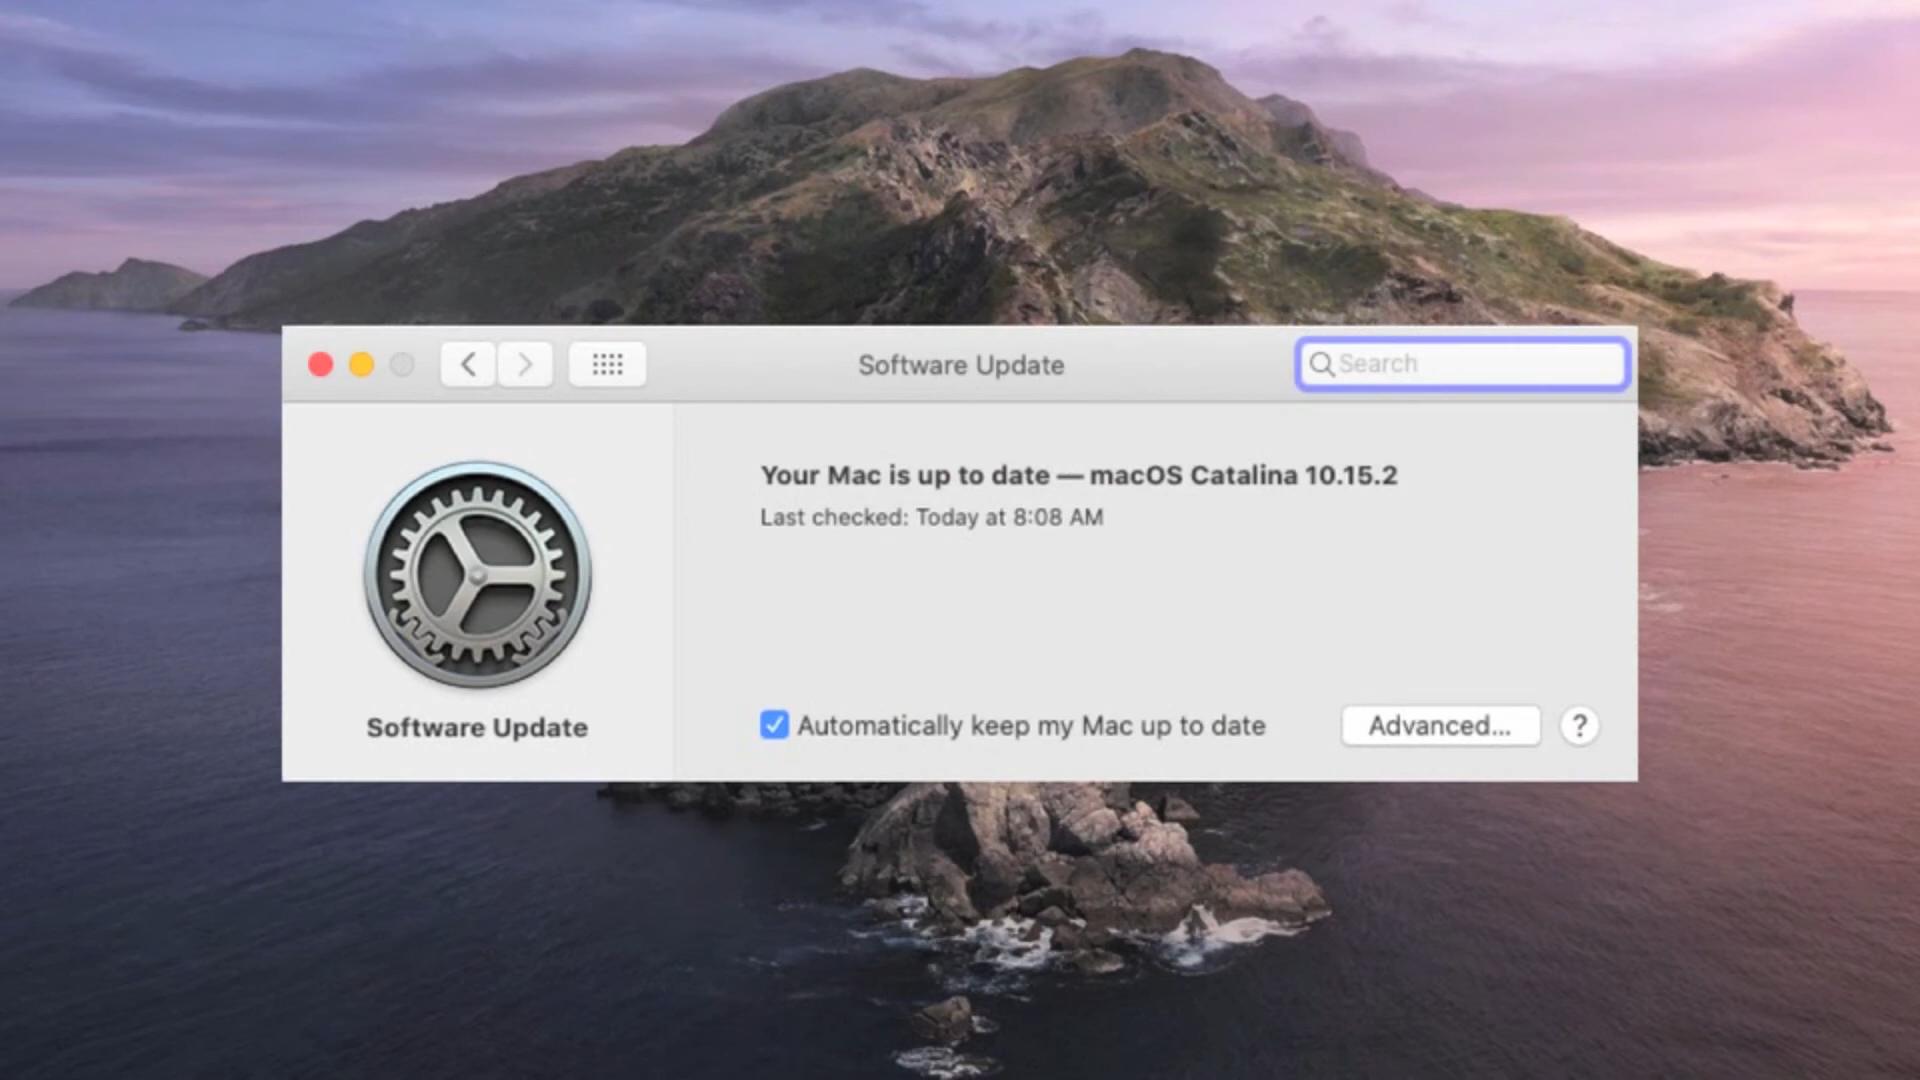 Software Update
Search
Your Mac is up to date — macOS Catalina 10.15.2
Last checked: Today at 8:08 AM
Software Update
Automatically keep my Mac up to date
Advanced...
?